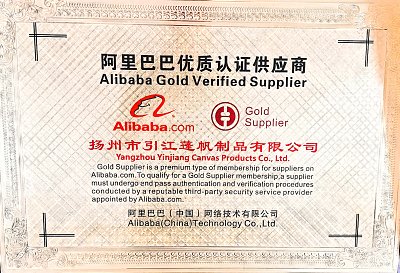 阿里巴巴优质认证供应商
Alibaba Gold Verified Supplier
Alibaba.com
Gold
Supplier
扬州市引江蓬帆制品有限公司
Yangzhou Yinjiang Canvas Products Co., Ltd.
Gold Supplier is a premium type of membership for suppliers on
Alibaba.com.To qualify for a Gold Supplier membership,a supplier
must undergo end pass authentication and verification procedures
conducted by a reputable third-party security service provider
appointed by Alibaba.com.
阿里巴巴（中国）网络技术有限公司
Alibaba(China)Technology Co.,Ltd.